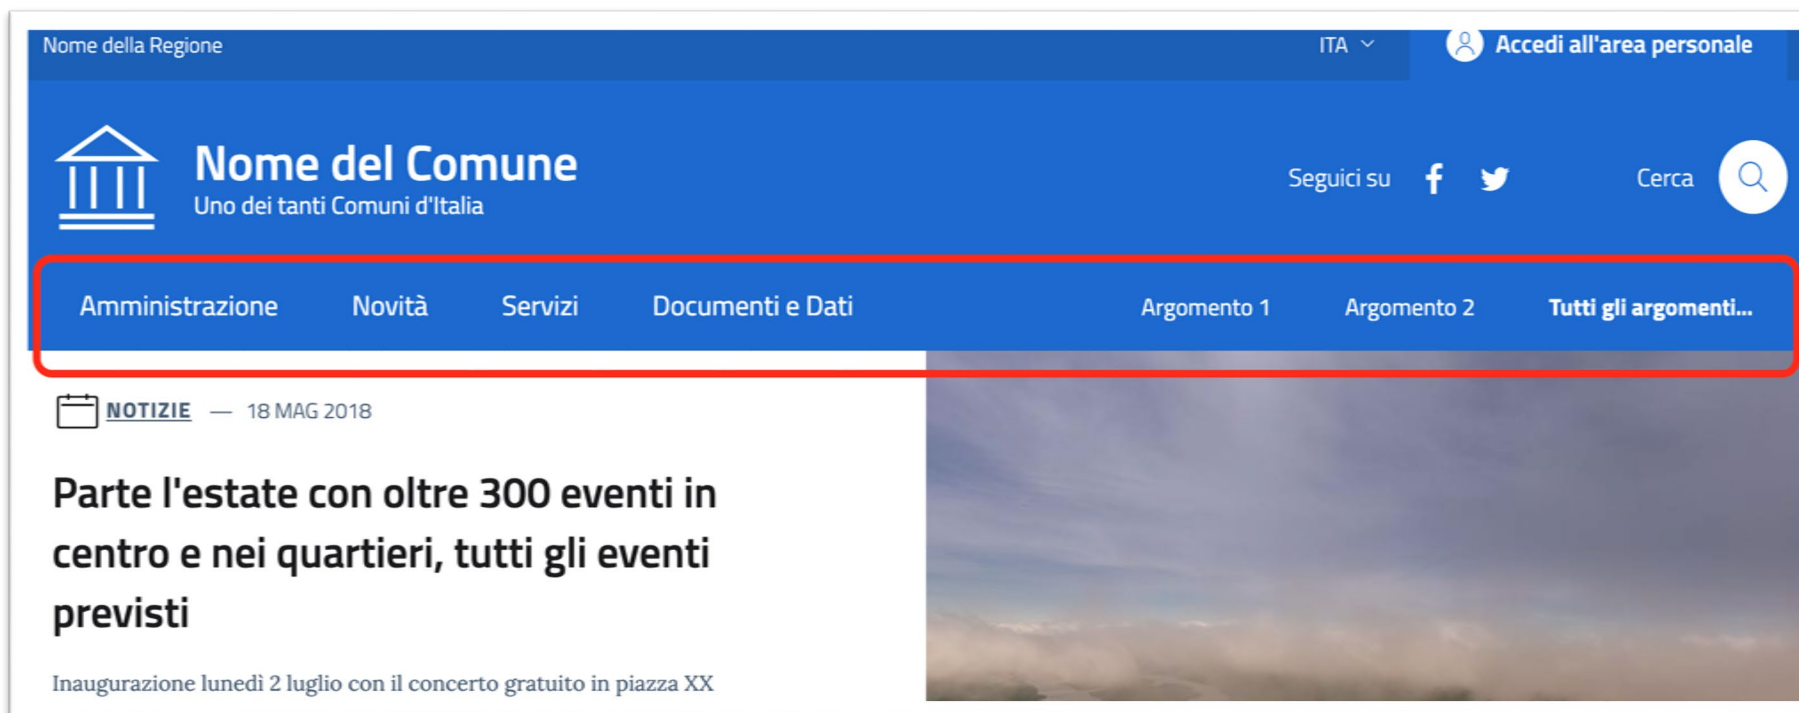 Nome della Regione
ITA
Accedi all'area personale
Nome del Comune
Uno dei tanti Comuni d'Italia
Seguici su
Cerca
Amministrazione Novità Servizi Documenti e Dati Argomento 1 Argomento 2 Tutti gli argomenti...
NOTIZIE — 18 MAG 2018
Parte l'estate con oltre 300 eventi in
centro e nei quartieri, tutti gli eventi
previsti
Inaugurazione lunedì 2 luglio con il concerto gratuito in piazza XX